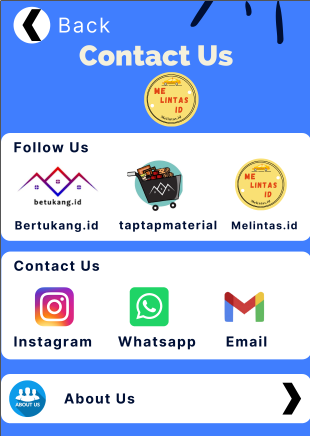 Back
Contact Us
ME
LINTAS
ID
Follow Us
betukang.id
ME
LINTAS
ID
Bertukang.id
taptapmaterial
Melintas.id
Contact Us
Instagram
Whatsapp
Email
ABOUT US
About Us